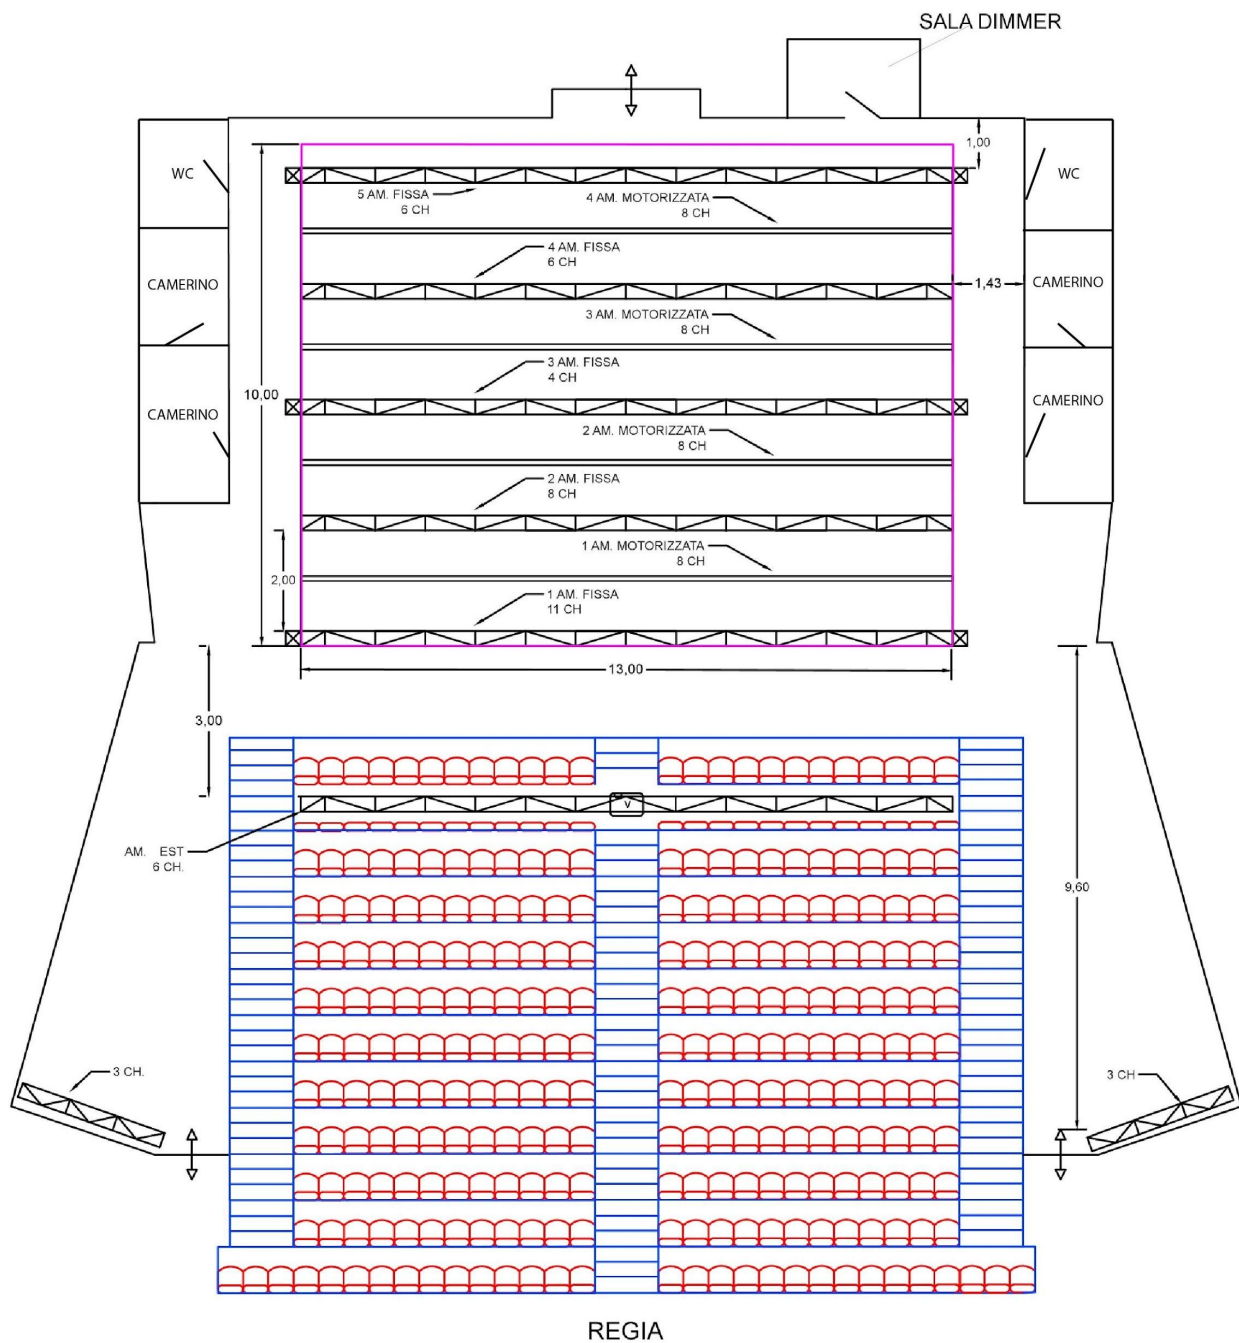 SALA DIMMER
1,00
WC
WC
5 AM. FISSA
6 CH
4 AM. MOTORIZZATA
8 CH
4 AM. FISSA
6 CH
CAMERINO
1,43
CAMERINO
3 AM. MOTORIZZATA
8 CH
3 AM. FISSA
4 CH
10,00
CAMERINO
CAMERINO
2 AM. MOTORIZZATA
8 CH
2 AM. FISSA
8 CH
1 AM. MOTORIZZATA
8 CH
2,00
1 AM. FISSA
11 CH
13,00
3,00
V
AM. EST
6 CH.
9,60
3 CH.
3 CH
REGIA